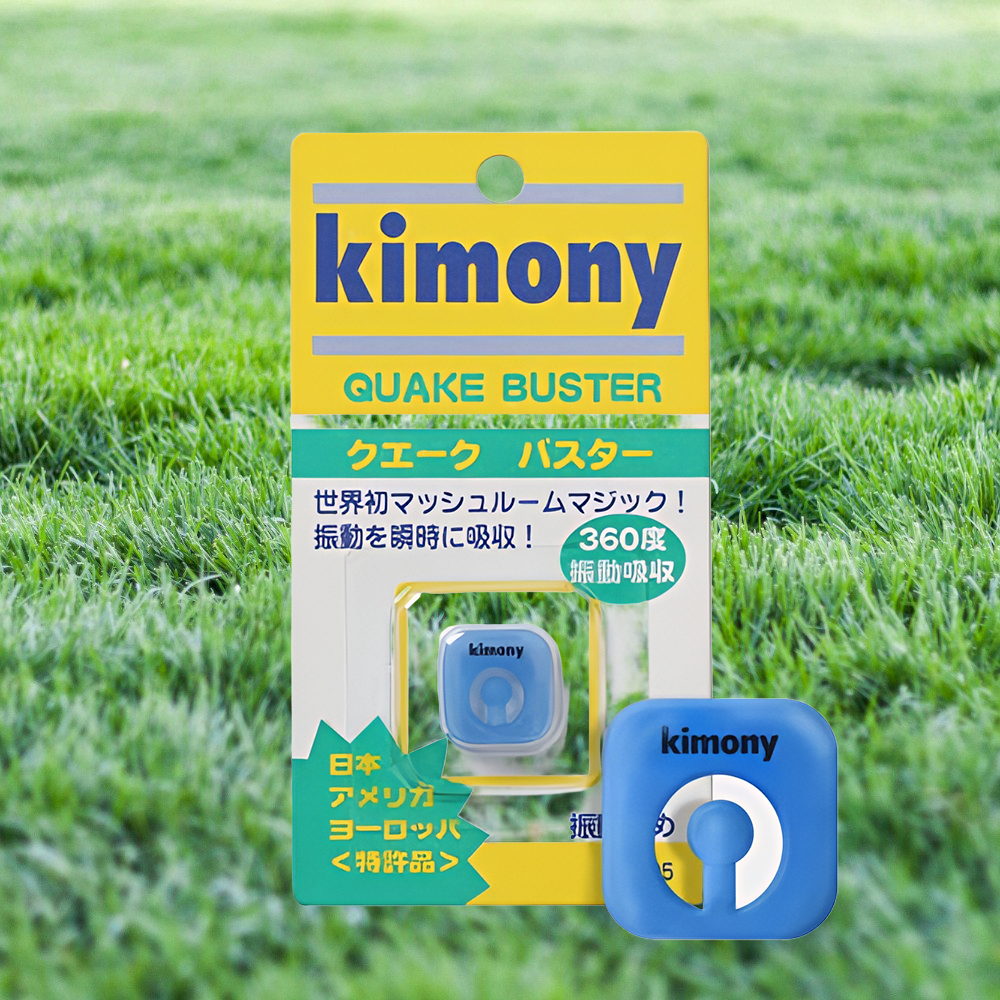 kimony
QUAKE BUSTER
クエーク バスター
世界初マッシュルームマジック！
振動を瞬時に吸収！
360度
振動吸収
kimony
日本
アメリカ
ヨーロッパ
＜特許品＞
kimony